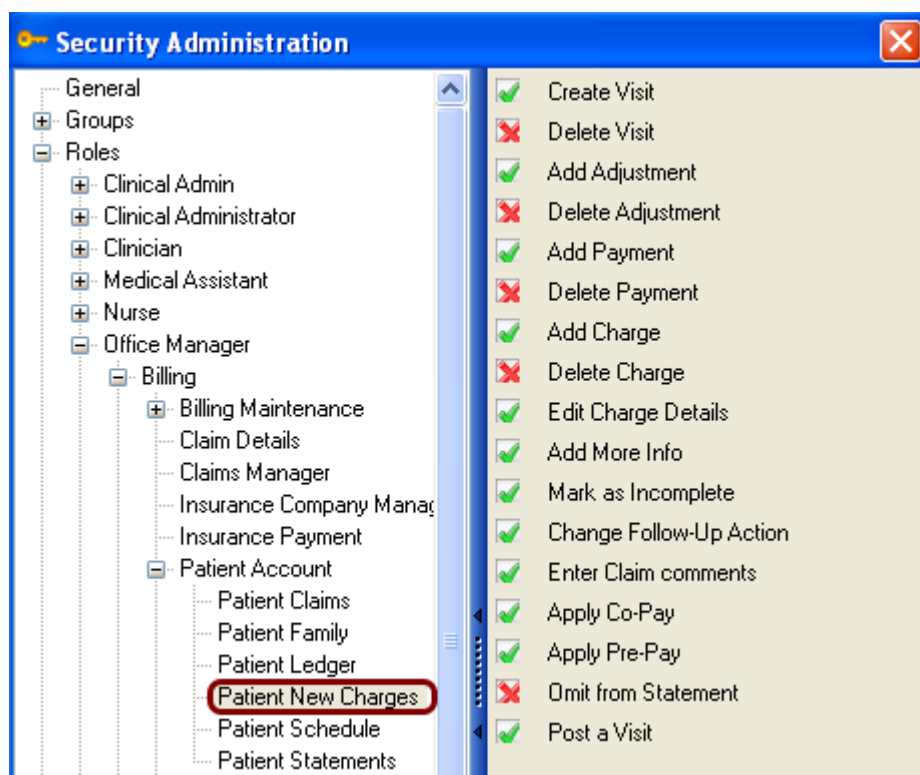 Security Administration
General
Groups
Roles
Clinical Admin
Clinical Administrator
Clinician
Medical Assistant
Nurse
Office Manager
Billing
Billing Maintenance
Claim Details
Claims Manager
Insurance Company Manag
Insurance Payment
Patient Account
Patient Claims
Patient Family
Patient Ledger
Patient New Charges
Patient Schedule
Patient Statements
Create Visit
Delete Visit
Add Adjustment
Delete Adjustment
Add Payment
Delete Payment
Add Charge
Delete Charge
Edit Charge Details
Add More Info
Mark as Incomplete
Change Follow-Up Action
Enter Claim comments
Apply Co-Pay
Apply Pre-Pay
Omit from Statement
Post a Visit